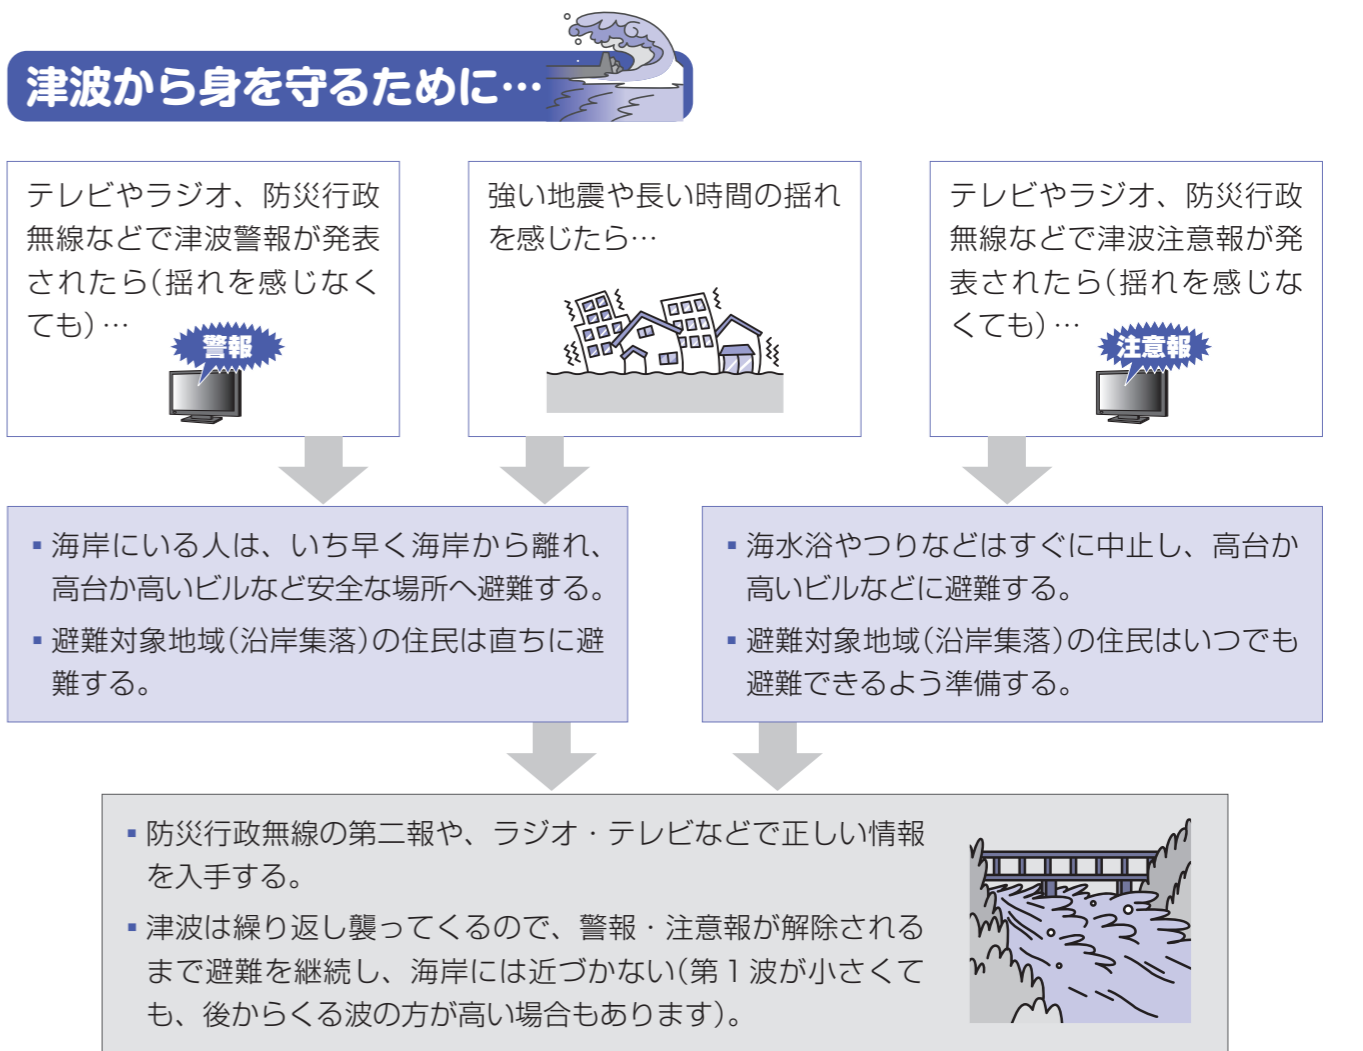 津波から身を守るために…
テレビやラジオ、防災行政
無線などで津波警報が発表
されたら(揺れを感じなく
ても)…
警報
強い地震や長い時間の揺れ
を感じたら…
テレビやラジオ、防災行政
無線などで津波注意報が発
表されたら(揺れを感じな
くても)…
注意報
▪海岸にいる人は、いち早く海岸から離れ、
高台か高いビルなど安全な場所へ避難する。
▪避難対象地域(沿岸集落)の住民は直ちに避
難する。
▪海水浴やつりなどはすぐに中止し、高台か
高いビルなどに避難する。
▪避難対象地域(沿岸集落)の住民はいつでも
避難できるよう準備する。
▪防災行政無線の第二報や、ラジオ・テレビなどで正しい情報
を入手する。
▪津波は繰り返し襲ってくるので、警報・注意報が解除される
まで避難を継続し、海岸には近づかない(第1波が小さくて
も、後からくる波の方が高い場合もあります)。